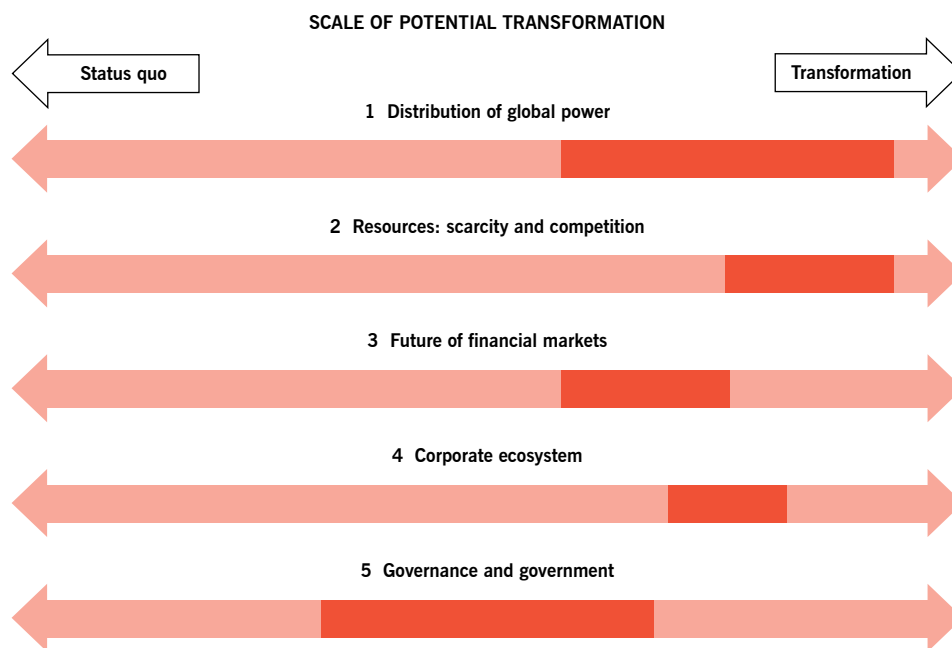 SCALE OF POTENTIAL TRANSFORMATION
Status quo
Transformation
1 Distribution of global power
2 Resources: scarcity and competition
3 Future of financial markets
4 Corporate ecosystem
5 Governance and government